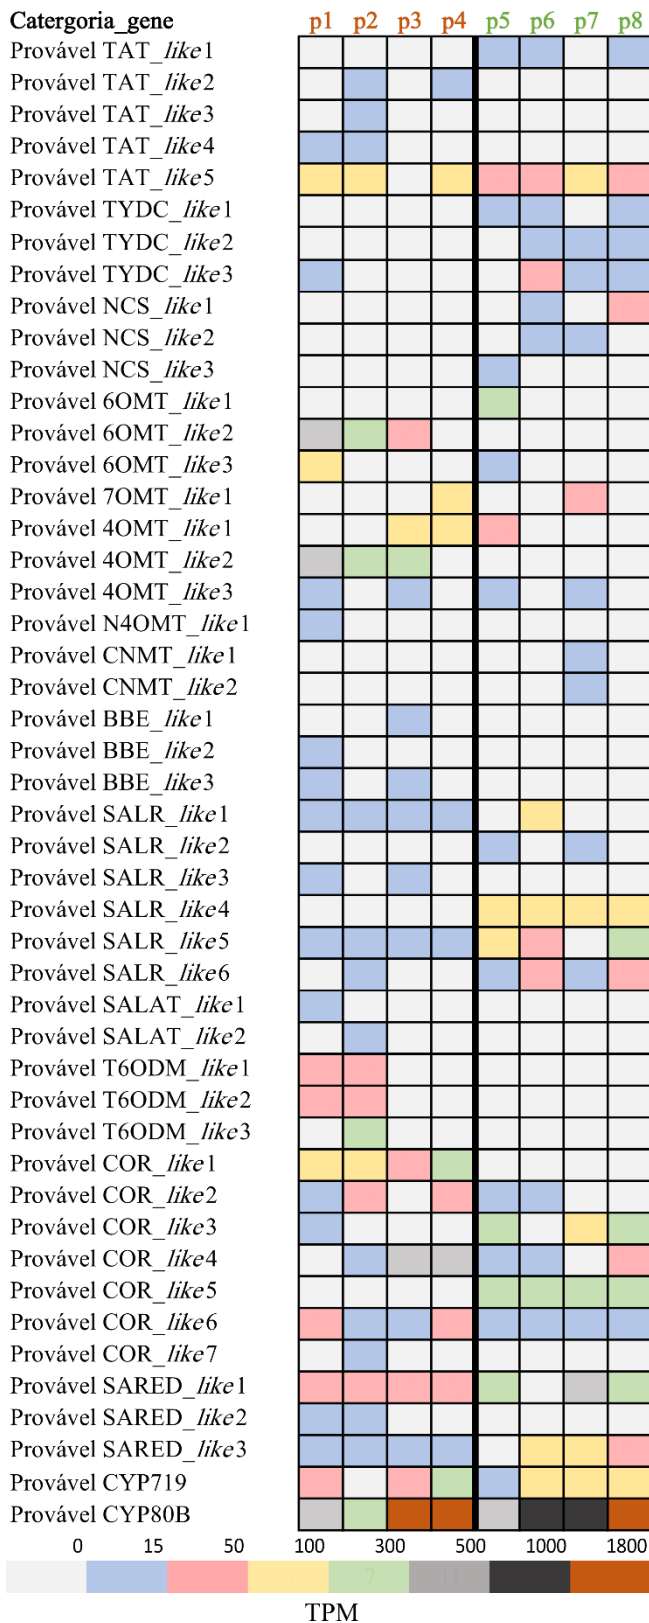 Catergoria_gene p1 p2 p3 p4 p5 p6 p7 p8
Provável TAT_like1
Provável TAT_like2
Provável TAT_like3
Provável TAT_like4
Provável TAT_like5
Provável TYDC_like1
Provável TYDC_like2
Provável TYDC_like3
Provável NCS_like1
Provável NCS_like2
Provável NCS_like3
Provável 6OMT_like1
Provável 6OMT_like2
Provável 6OMT_like3
Provável 7OMT_like1
Provável 4OMT_like1
Provável 4OMT_like2
Provável 4OMT_like3
Provável N4OMT_like1
Provável CNMT_like1
Provável CNMT_like2
Provável BBE_like1
Provável BBE_like2
Provável BBE_like3
Provável SALR_like1
Provável SALR_like2
Provável SALR_like3
Provável SALR_like4
Provável SALR_like5
Provável SALR_like6
Provável SALAT_like1
Provável SALAT_like2
Provável T6ODM_like1
Provável T6ODM_like2
Provável T6ODM_like3
Provável COR_like1
Provável COR_like2
Provável COR_like3
Provável COR_like4
Provável COR_like5
Provável COR_like6
Provável COR_like7
Provável SARED_like1
Provável SARED_like2
Provável SARED_like3
Provável CYP719
Provável CYP80B
0 15 50 100 300 500 1000 1800
7
TPM